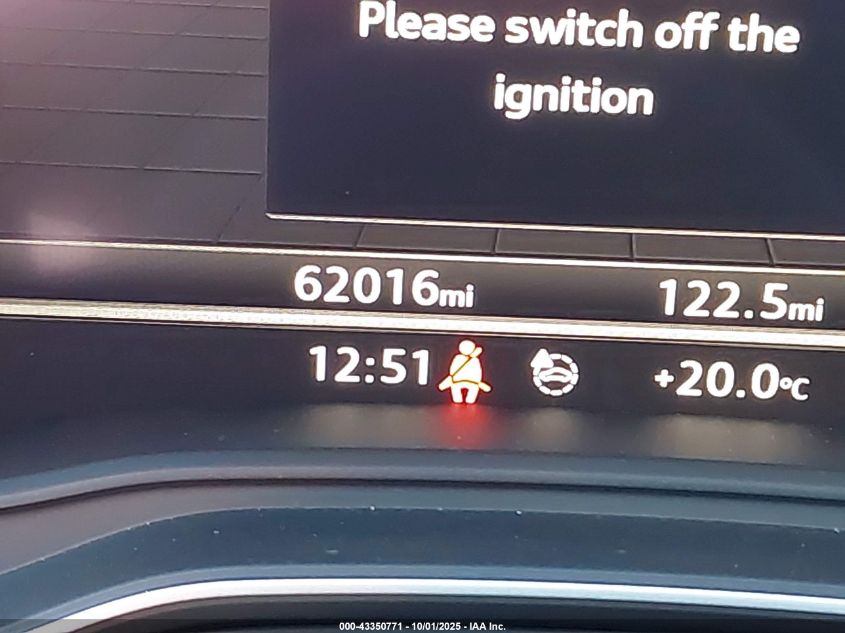 Please switch off the
ignition
62016mi 122.5mi
12:51 +20.0°C
000-43350771 - 10/01/2025 - IAA Inc.